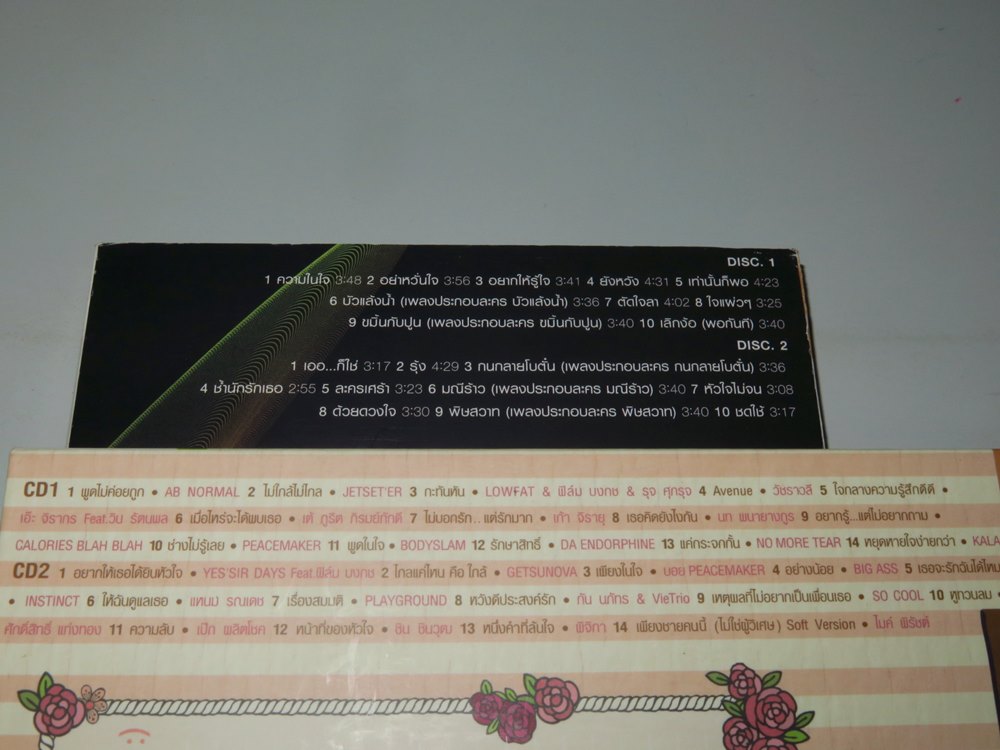 DISC. 1
1 ความในใจ 3:48 2 อย่าหวั่นใจ 3:56 3 อยากให้รู้ใจ 3:41 4 ยังหวัง 4:31 5 เท่านั้นก็พอ 4:23
6 บัวแล้งน้ำ (เพลงประกอบละคร บัวแล้งน้ำ) 3:36 7 ตัดใจลา 4:02 8 ใจแผ่วๆ 3:25
9 ขมิ้นกับปูน (เพลงประกอบละคร ขมิ้นกับปูน) 3:40 10 เลิกง้อ (พอกันที) 3:40
DISC. 2
1 เออ...ก็ใช่ 3:17 2 รุ้ง 4:29 3 กนกลายโบตั๋น (เพลงประกอบละคร กนกลายโบตั๋น) 3:36
4 ช้ำนักรักเธอ 2:55 5 ละครเศร้า 3:23 6 มณีร้าว (เพลงประกอบละคร มณีร้าว) 3:40 7 หัวใจไม่จน 3:08
8 ด้วยดวงใจ 3:30 9 พิษสวาท (เพลงประกอบละคร พิษสวาท) 3:40 10 ชดใช้ 3:17
CD1 1 พูดไม่ค่อยถูก • AB NORMAL 2 ไม่ใกล้ไม่ไกล • JETSET'ER 3 กะทันหัน • LOWFAT & ฟิล์ม บงกช & รุจ ศุภรุจ 4 Avenue • วัชราวลี 5 ใจกลางความรู้สึกดีดี •
เอ๊ะ จิรากร Feat.วิน รัตนพล 6 เมื่อไหร่จะได้พบเธอ • เต้ ภูริต ภิรมย์ภักดี 7 ไม่บอกรัก...แต่รักมาก • เก้า จิรายุ 8 เธอคิดยังไงกัน • นท พนายางกูร 9 อยากรู้...แต่ไม่อยากถาม •
CALORIES BLAH BLAH 10 ช่างไม่รู้เลย • PEACEMAKER 11 พูดในใจ • BODYSLAM 12 รักษาสิทธิ์ • DA ENDORPHINE 13 แค่กระจกกั้น • NO MORE TEAR 14 หยุดหายใจง่ายกว่า • KALA
CD2 1 อยากให้เธอได้ยินหัวใจ • YES'SIR DAYS Feat.ฟิล์ม บงกช 2 ไกลแค่ไหน คือ ใกล้ • GETSUNOVA 3 เพียงในใจ • บอย PEACEMAKER 4 อย่างน้อย • BIG ASS 5 เธอจะรักฉันได้ไหม
• INSTINCT 6 ให้ฉันดูแลเธอ • แหนม รณเดช 7 เรื่องสมมติ • PLAYGROUND 8 หวังดีประสงค์รัก • กัน นภัทร & VieTrio 9 เหตุผลที่ไม่อยากเป็นเพื่อนเธอ • SO COOL 10 หูทวนลม •
ศักดิ์สิทธิ์ แท่งทอง 11 ความลับ • เป๊ก ผลิตโชค 12 หน้าที่ของหัวใจ • ชิน ชินวุฒ 13 หนึ่งคำที่ล้นใจ • พิจิกา 14 เพียงชายคนนี้ (ไม่ใช่ผู้วิเศษ) Soft Version • ไมค์ พิรัชต์